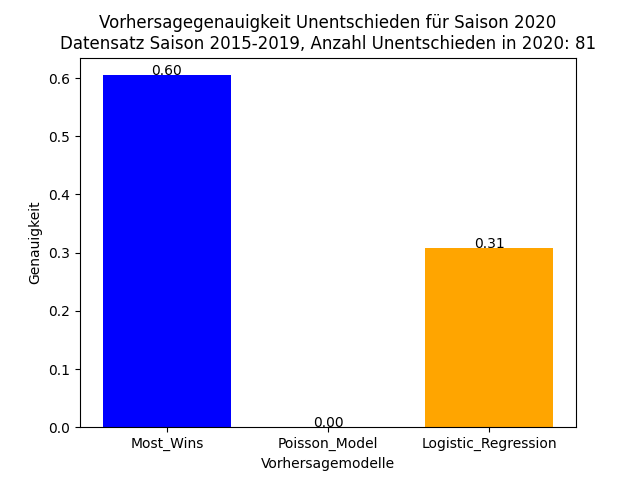 Vorhersagegenauigkeit Unentschieden für Saison 2020
Datensatz Saison 2015-2019, Anzahl Unentschieden in 2020: 81
Genauigkeit
0.6
0.5
0.4
0.3
0.2
0.1
0.0
0.60
0.00
0.31
Most_Wins
Poisson_Model
Logistic_Regression
Vorhersagemodelle